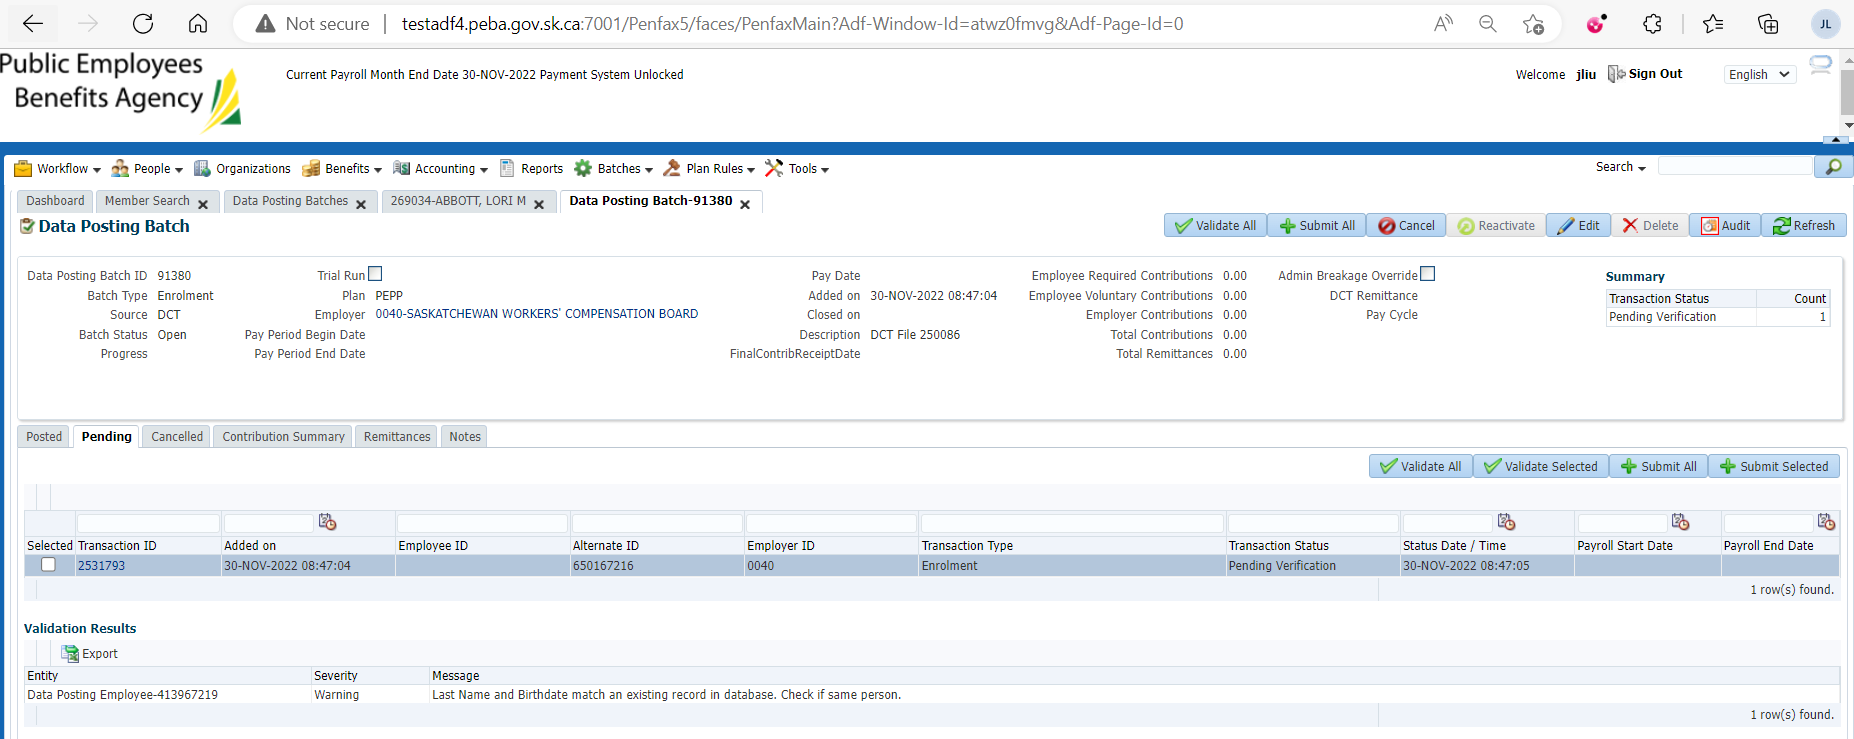 Not secure | testadf4.peba.gov.sk.ca:7001/Penfax5/faces/PenfaxMain?Adf-Window-Id=atwz0fmvg&Adf-Page-Id=0 JL
Public Employees
Benefits Agency
Current Payroll Month End Date 30-NOV-2022 Payment System Unlocked
Welcome jliu Sign Out English
Workflow People Organizations Benefits Accounting Reports Batches Plan Rules Tools Search
Dashboard Member Search Data Posting Batches 269034-ABBOTT, LORI M Data Posting Batch-91380
Data Posting Batch Validate All Submit All Cancel Reactivate Edit Delete Audit Refresh
Data Posting Batch ID 91380 Trial Run Pay Date Employee Required Contributions 0.00 Admin Breakage Override Summary
Batch Type Enrolment Plan PEPP Added on 30-NOV-2022 08:47:04 Employee Voluntary Contributions 0.00 DCT Remittance Transaction Status Count
Source DCT Employer 0040-SASKATCHEWAN WORKERS' COMPENSATION BOARD Closed on Employer Contributions 0.00 Pay Cycle Pending Verification 1
Batch Status Open Pay Period Begin Date Description DCT File 250086 Total Contributions 0.00
Progress Pay Period End Date FinalContribReceiptDate Total Remittances 0.00
Posted Pending Cancelled Contribution Summary Remittances Notes
Validate All Validate Selected Submit All Submit Selected
Selected Transaction ID Added on Employee ID Alternate ID Employer ID Transaction Type Transaction Status Status Date / Time Payroll Start Date Payroll End Date
2531793 30-NOV-2022 08:47:04 650167216 0040 Enrolment Pending Verification 30-NOV-2022 08:47:05
1 row(s) found.
Validation Results
Export
Entity Severity Message
Data Posting Employee-413967219 Warning Last Name and Birthdate match an existing record in database. Check if same person.
1 row(s) found.